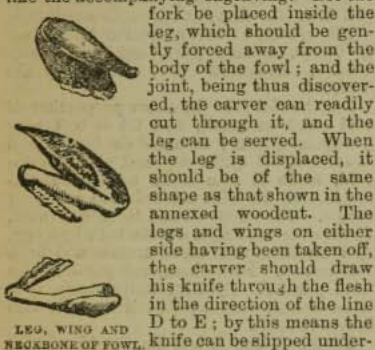 fork be placed inside the
leg, which should be gen-
tly forced away from the
body of the fowl; and the
joint, being thus discover-
ed, the carver can readily
cut through it, and the
leg can be served. When
the leg is displaced, it
should be of the same
shape as that shown in the
annexed woodcut. The
legs and wings on either
side having been taken off,
the carver should draw
his knife through the flesh
in the direction of the line
D to E; by this means the
knife can be slipped under-
LEG, WING AND
NECKBONE OF FOWL.